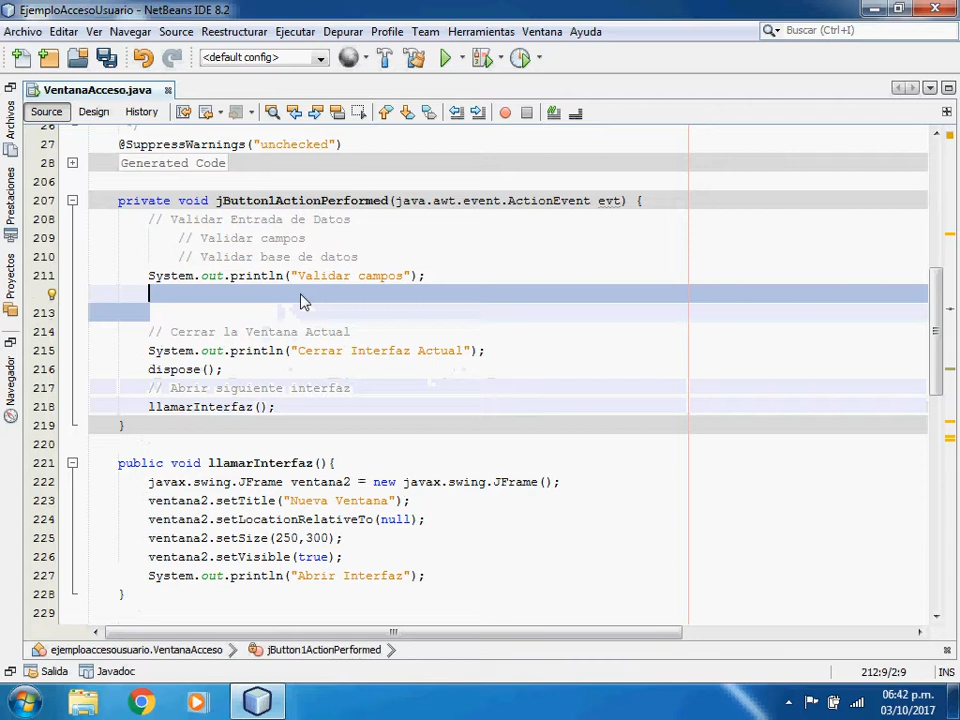 EjemploAccesoUsuario - NetBeans IDE 8.2
Archivo Editar Ver Navegar Source Reestructurar Ejecutar Depurar Profile Team Herramientas Ventana Ayuda
Buscar (Ctrl+I)
<default config>
VentanaAcceso.java
Source Design History
Archivos
Prestaciones
Proyectos
Navegador
26 */
27 @SuppressWarnings("unchecked")
28 Generated Code
206
207 private void jButton1ActionPerformed(java.awt.event.ActionEvent evt) {
208 // Validar Entrada de Datos
209 // Validar campos
210 // Validar base de datos
211 System.out.println("Validar campos");
213
214 // Cerrar la Ventana Actual
215 System.out.println("Cerrar Interfaz Actual");
216 dispose();
217 // Abrir siguiente interfaz
218 llamarInterfaz();
219 }
220
221 public void llamarInterfaz(){
222 javax.swing.JFrame ventana2 = new javax.swing.JFrame();
223 ventana2.setTitle("Nueva Ventana");
224 ventana2.setLocationRelativeTo(null);
225 ventana2.setSize(250,300);
226 ventana2.setVisible(true);
227 System.out.println("Abrir Interfaz");
228 }
229
ejemploaccesousuario.VentanaAcceso jButton1ActionPerformed
Salida Javadoc
212:9/2:9 INS
06:42 p.m.
03/10/2017